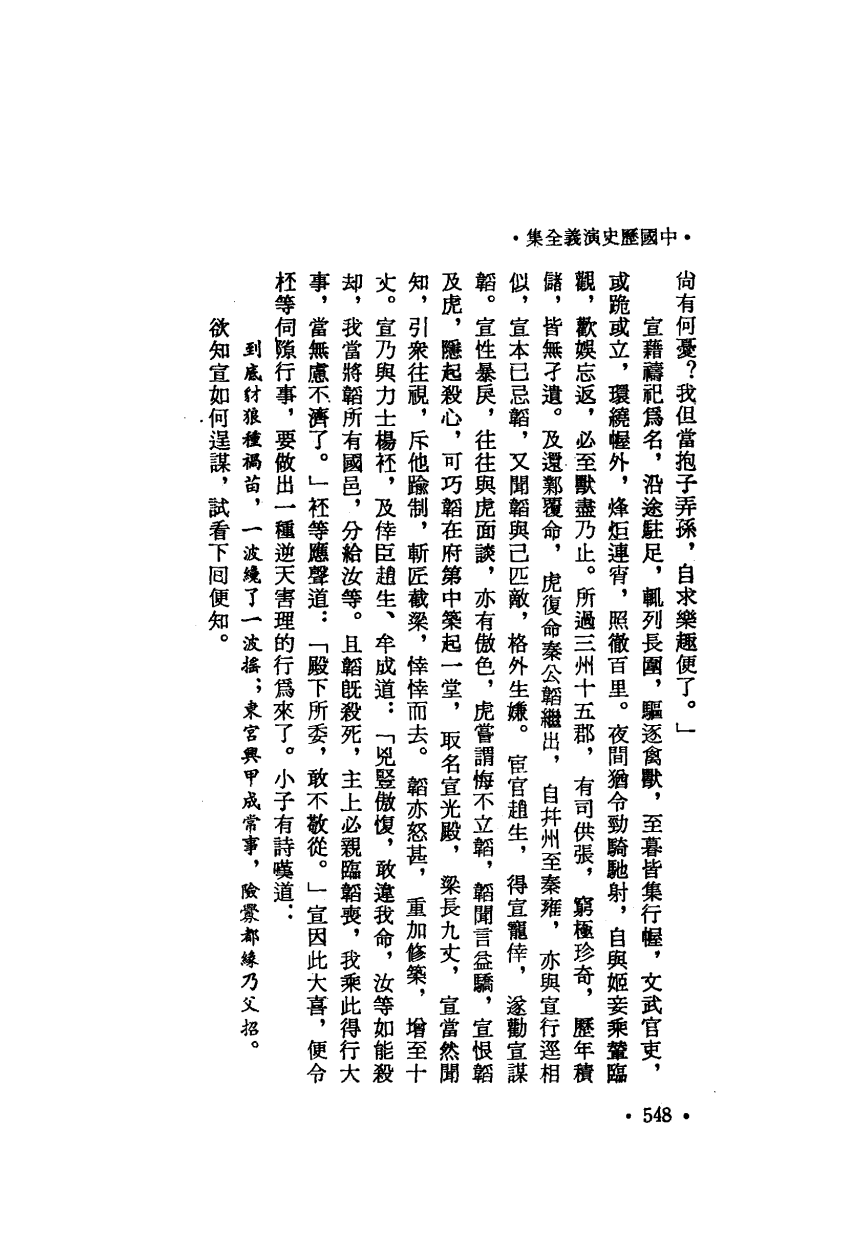 ·集全義演史歷國中·
尙有何憂？我但當抱子弄孫，自求樂趣便了。」
宣藉禱祀爲名，沿途駐足，輒列長圍，驅逐禽獸，至暮皆集行幄，文武官吏，
或跪或立，環繞幄外，烽炬連宵，照徹百里。夜間猶令勁騎馳射，自與姬妾乘輦臨
觀，歡娛忘返，必至獸盡乃止。所過三州十五郡，有司供張，窮極珍奇，歷年積
儲，皆無孑遺。及還鄴覆命，虎復命秦公韜繼出，自幷州至秦雍，亦與宣行逕相
似，宣本已忌韜，又聞韜與己匹敵，格外生嫌。宦官趙生，得宣寵倖，遂勸宣謀
韜。宣性暴戾，往往與虎面談，亦有傲色，虎嘗謂悔不立韜，韜聞言益驕，宣恨韜
及虎，隱起殺心，可巧韜在府第中築起一堂，取名宣光殿，梁長九丈，宣當然聞
知，引衆往視，斥他踰制，斬匠截梁，悻悻而去。韜亦怒甚，重加修築，增至十
丈。宣乃與力士楊柸，及倖臣趙生、牟成道：「兇豎傲愎，敢違我命，汝等如能殺
却，我當將韜所有國邑，分給汝等。且韜旣殺死，主上必親臨韜喪，我乘此得行大
事，當無慮不濟了。」柸等應聲道：「殿下所委，敢不敬從。」宣因此大喜，便令
柸等伺隙行事，要做出一種逆天害理的行爲來了。小子有詩嘆道：
到底豺狼種禍苗，一波纔了一波搖；東宮興甲成常事，險釁都緣乃父招。
欲知宣如何逞謀，試看下回便知。
·548·